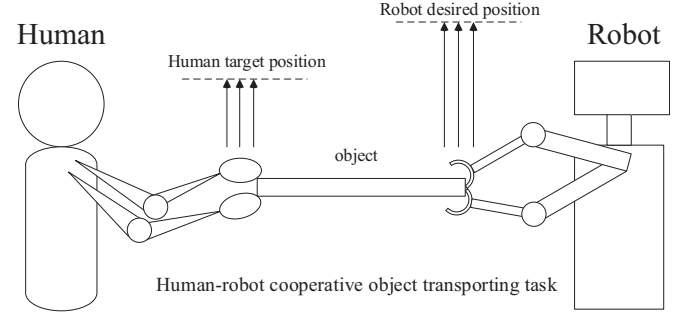 Robot desired position
Human
Robot
Human target position
object
Human-robot cooperative object transporting task